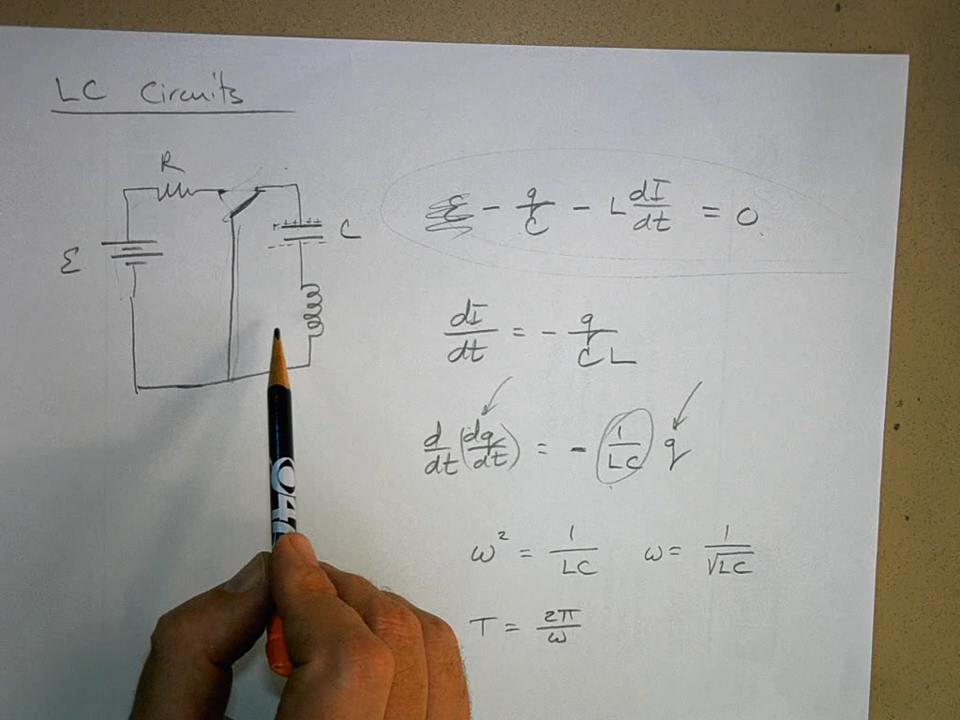 LC Circuits
R
ε
C
ε - q/C - L dI/dt = 0
dI/dt = - q/CL
d/dt (dq/dt) = - (1/LC) q
ω² = 1/LC ω = 1/√LC
T = 2π/ω